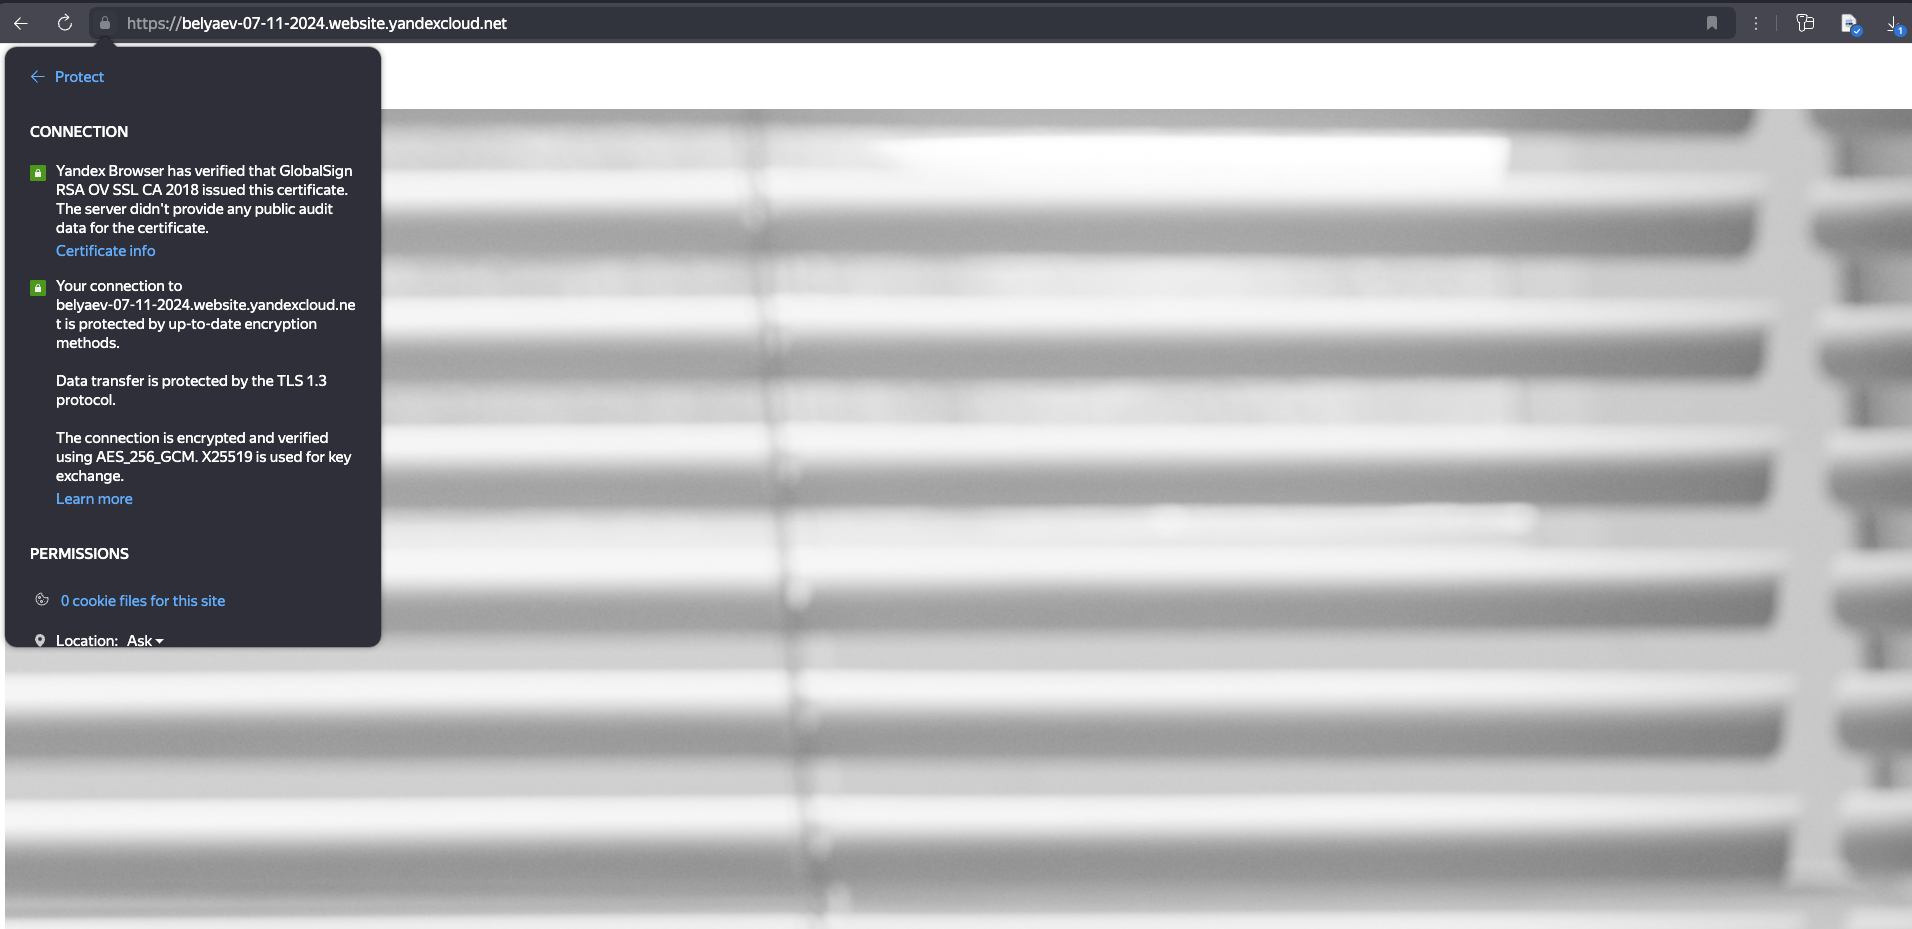 https://belyaev-07-11-2024.website.yandexcloud.net
1
Protect
CONNECTION
Yandex Browser has verified that GlobalSign
RSA OV SSL CA 2018 issued this certificate.
The server didn't provide any public audit
data for the certificate.
Certificate info
Your connection to
belyaev-07-11-2024.website.yandexcloud.ne
t is protected by up-to-date encryption
methods.
Data transfer is protected by the TLS 1.3
protocol.
The connection is encrypted and verified
using AES_256_GCM. X25519 is used for key
exchange.
Learn more
PERMISSIONS
0 cookie files for this site
Location: Ask